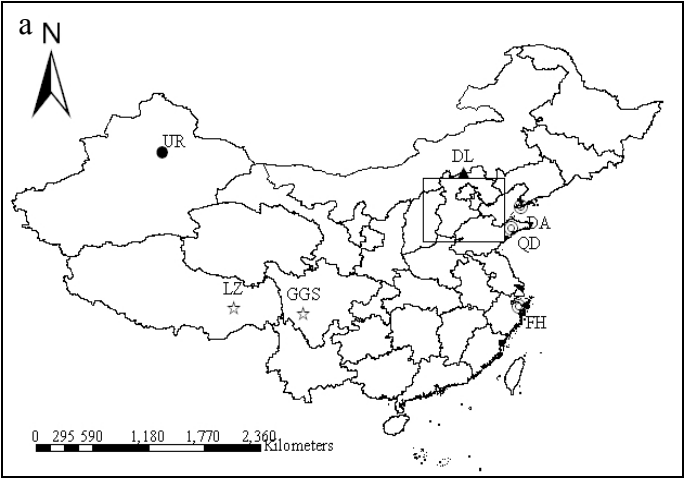 a
N
UR
DL
DA
QD
LZ
GGS
FH
0 295 590 1,180 1,770 2,360
Kilometers